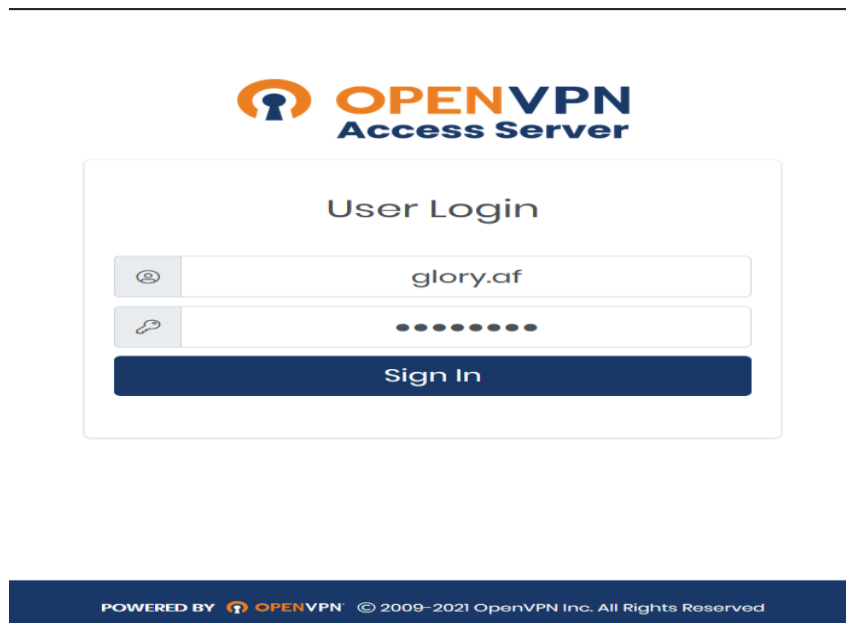 OPENVPN
Access Server
User Login
glory.af
••••••••
Sign In
POWERED BY OPENVPN © 2009-2021 OpenVPN Inc. All Rights Reserved